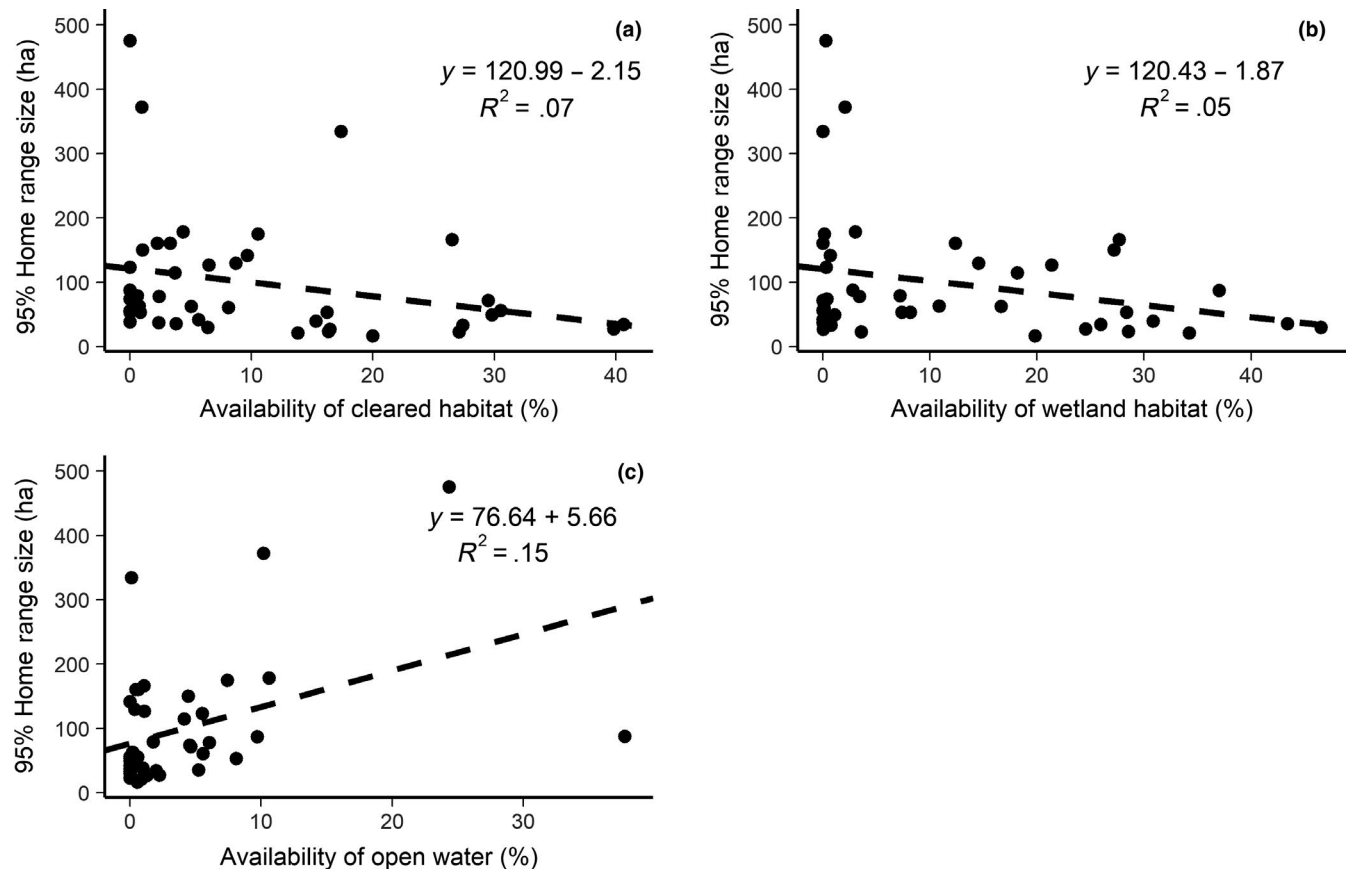 (a)
y = 120.99 – 2.15
R² = .07
95% Home range size (ha)
500
400
300
200
100
0
0 10 20 30 40
Availability of cleared habitat (%)
(b)
y = 120.43 – 1.87
R² = .05
95% Home range size (ha)
500
400
300
200
100
0
0 10 20 30 40
Availability of wetland habitat (%)
(c)
y = 76.64 + 5.66
R² = .15
95% Home range size (ha)
500
400
300
200
100
0
0 10 20 30
Availability of open water (%)